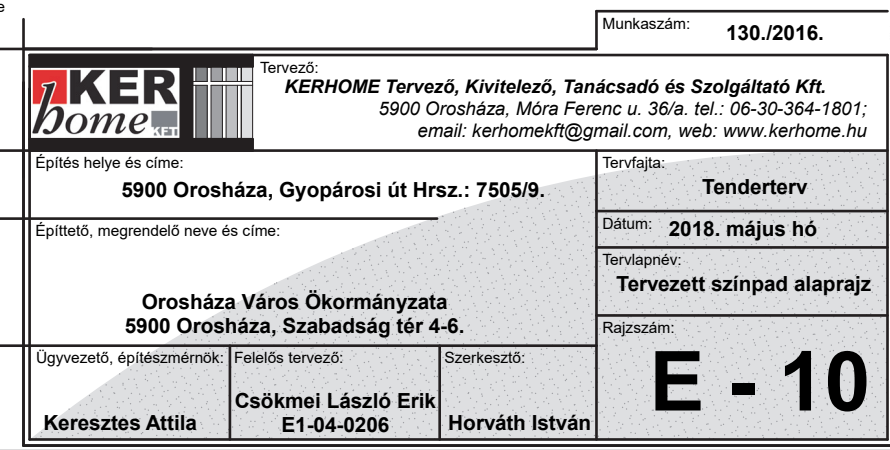 e
Munkaszám: 130./2016.
KER
home KFT
Tervező:
KERHOME Tervező, Kivitelező, Tanácsadó és Szolgáltató Kft.
5900 Orosháza, Móra Ferenc u. 36/a. tel.: 06-30-364-1801;
email: kerhomekft@gmail.com, web: www.kerhome.hu
Építés helye és címe:
5900 Orosháza, Gyopárosi út Hrsz.: 7505/9.
Tervfajta:
Tenderterv
Építtető, megrendelő neve és címe:
Orosháza Város Ökormányzata
5900 Orosháza, Szabadság tér 4-6.
Dátum: 2018. május hó
Tervlapnév:
Tervezett színpad alaprajz
Rajzszám:
E - 10
Ügyvezető, építészmérnök:
Keresztes Attila
Felelős tervező:
Csökmei László Erik
E1-04-0206
Szerkesztő:
Horváth István